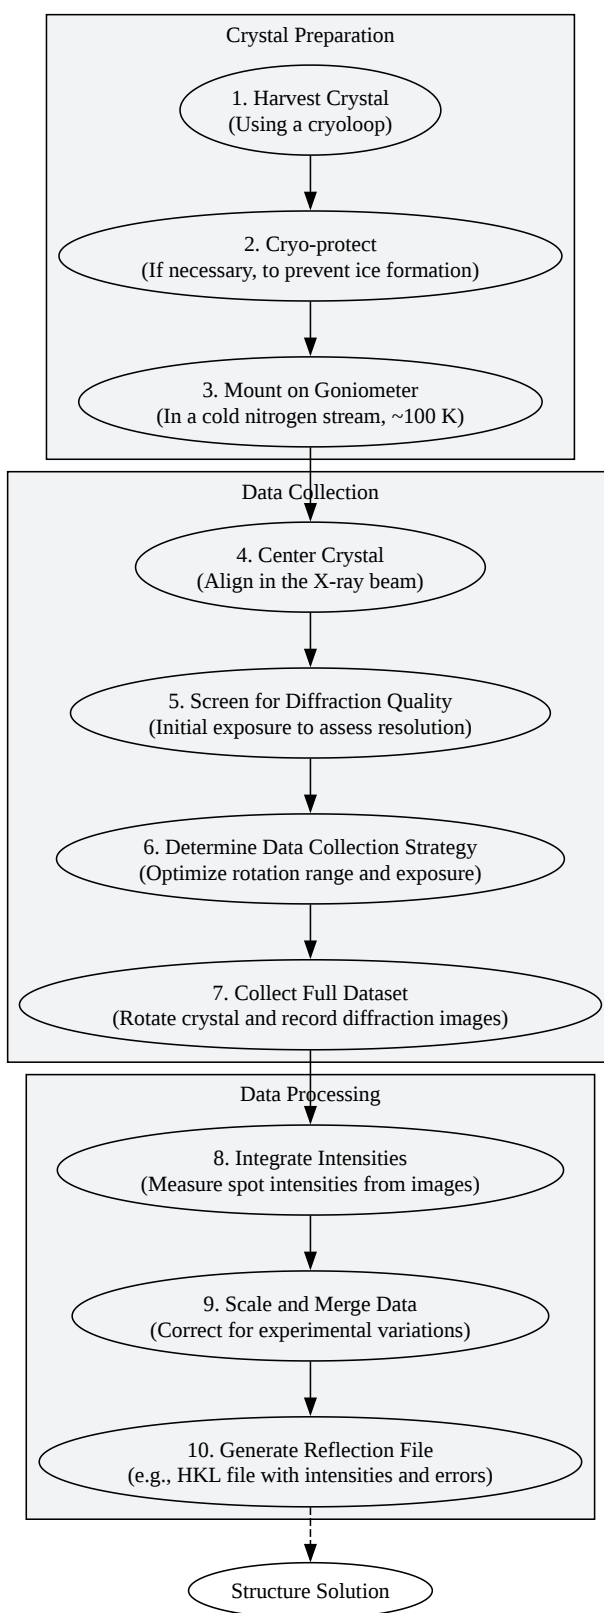 Crystal Preparation
1. Harvest Crystal
(Using a cryoloop)
2. Cryo-protect
(If necessary, to prevent ice formation)
3. Mount on Goniometer
(In a cold nitrogen stream, ~100 K)
Data Collection
4. Center Crystal
(Align in the X-ray beam)
5. Screen for Diffraction Quality
(Initial exposure to assess resolution)
6. Determine Data Collection Strategy
(Optimize rotation range and exposure)
7. Collect Full Dataset
(Rotate crystal and record diffraction images)
Data Processing
8. Integrate Intensities
(Measure spot intensities from images)
9. Scale and Merge Data
(Correct for experimental variations)
10. Generate Reflection File
(e.g., HKL file with intensities and errors)
Structure Solution